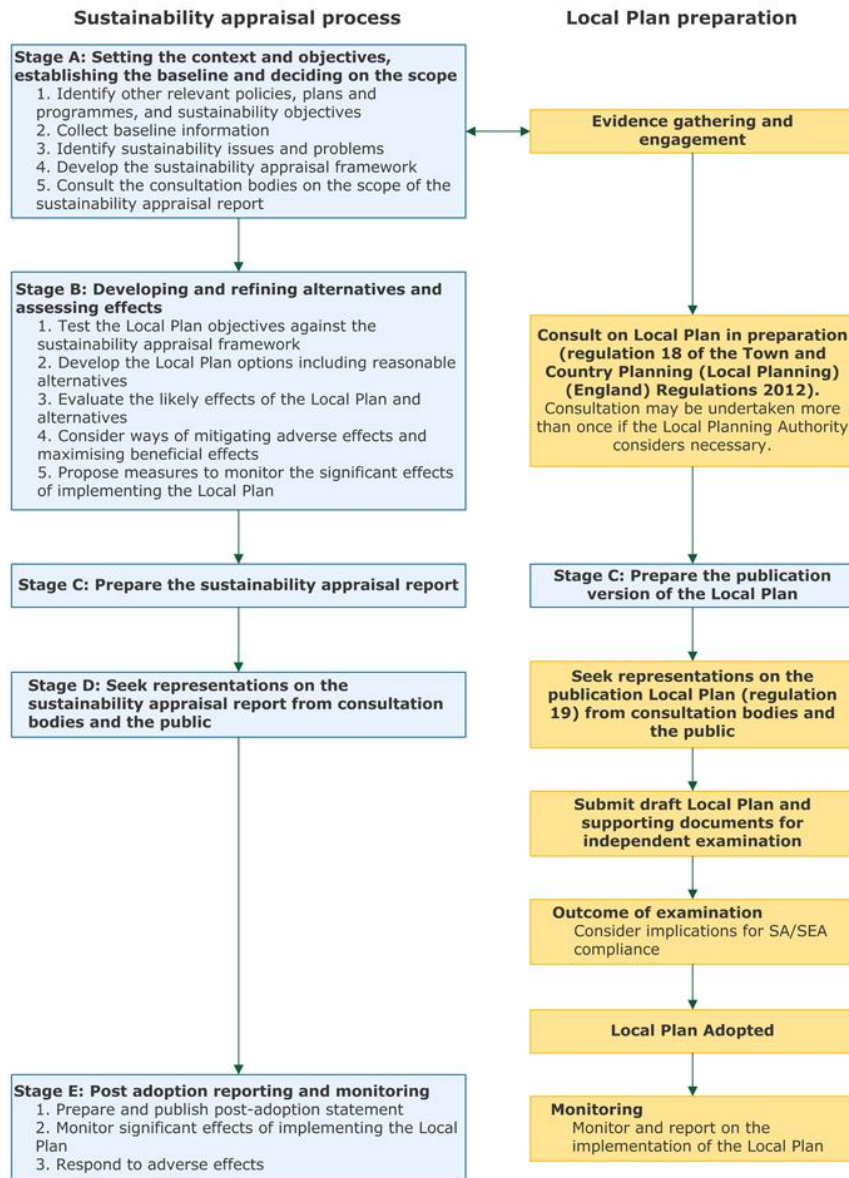 Sustainability appraisal process
Stage A: Setting the context and objectives,
establishing the baseline and deciding on the scope
1. Identify other relevant policies, plans and
programmes, and sustainability objectives
2. Collect baseline information
3. Identify sustainability issues and problems
4. Develop the sustainability appraisal framework
5. Consult the consultation bodies on the scope of the
sustainability appraisal report
Stage B: Developing and refining alternatives and
assessing effects
1. Test the Local Plan objectives against the
sustainability appraisal framework
2. Develop the Local Plan options including reasonable
alternatives
3. Evaluate the likely effects of the Local Plan and
alternatives
4. Consider ways of mitigating adverse effects and
maximising beneficial effects
5. Propose measures to monitor the significant effects
of implementing the Local Plan
Stage C: Prepare the sustainability appraisal report
Stage D: Seek representations on the
sustainability appraisal report from consultation
bodies and the public
Stage E: Post adoption reporting and monitoring
1. Prepare and publish post-adoption statement
2. Monitor significant effects of implementing the Local
Plan
3. Respond to adverse effects
Local Plan preparation
Evidence gathering and
engagement
Consult on Local Plan in preparation
(regulation 18 of the Town and
Country Planning (Local Planning)
(England) Regulations 2012).
Consultation may be undertaken more
than once if the Local Planning Authority
considers necessary.
Stage C: Prepare the publication
version of the Local Plan
Seek representations on the
publication Local Plan (regulation
19) from consultation bodies and
the public
Submit draft Local Plan and
supporting documents for
independent examination
Outcome of examination
Consider implications for SA/SEA
compliance
Local Plan Adopted
Monitoring
Monitor and report on the
implementation of the Local Plan